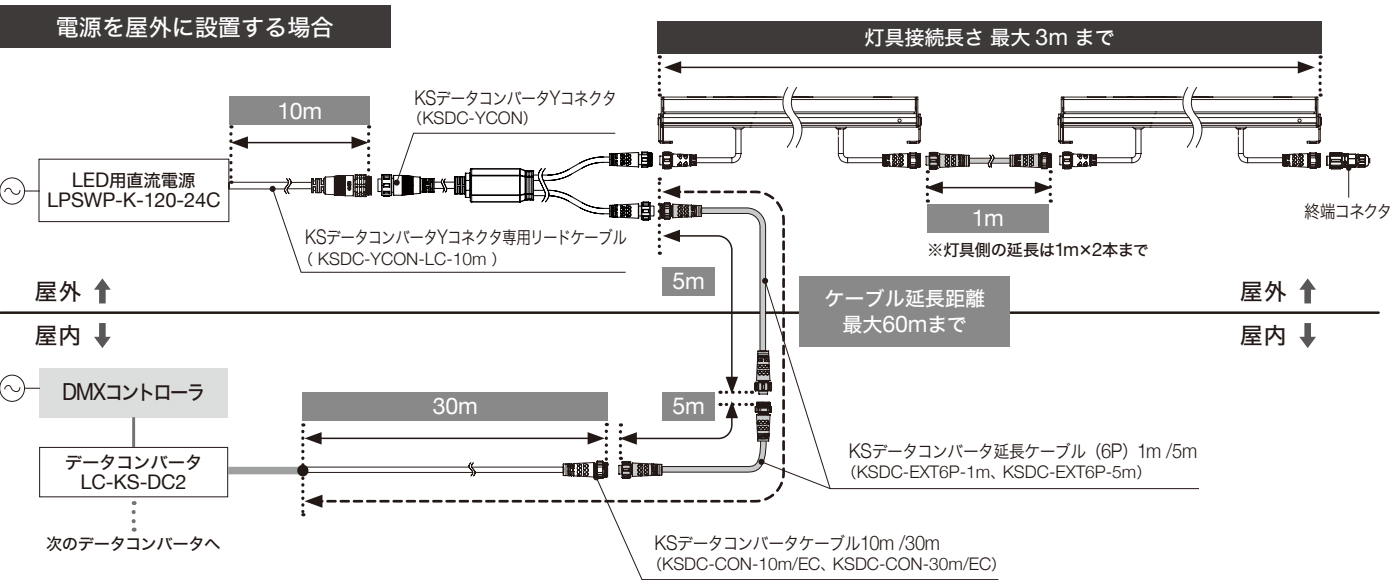 電源を屋外に設置する場合
灯具接続長さ 最大 3m まで
10m
KSデータコンバータYコネクタ
（KSDC-YCON）
LED用直流電源
LPSWP-K-120-24C
1m
終端コネクタ
※灯具側の延長は1m×2本まで
KSデータコンバータYコネクタ専用リードケーブル
（ KSDC-YCON-LC-10m ）
5m
屋外
ケーブル延長距離
最大60mまで
屋外
屋内
屋内
DMXコントローラ
30m
5m
データコンバータ
LC-KS-DC2
KSデータコンバータ延長ケーブル（6P）1m /5m
（KSDC-EXT6P-1m、KSDC-EXT6P-5m）
次のデータコンバータへ
KSデータコンバータケーブル10m /30m
（KSDC-CON-10m/EC、KSDC-CON-30m/EC）